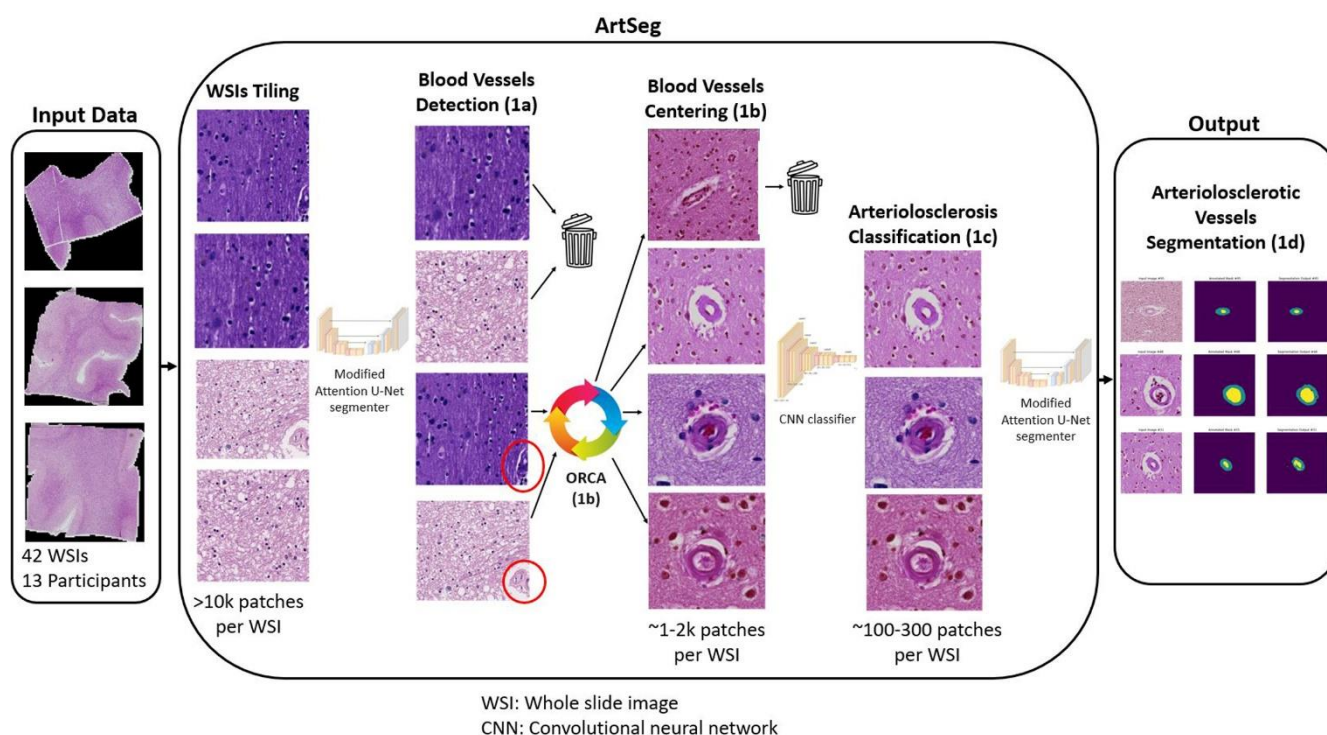 ArtSeg
Input Data
42 WSIs
13 Participants
WSIs Tiling
>10k patches
per WSI
Modified
Attention U-Net
segmenter
Blood Vessels
Detection (1a)
ORCA
(1b)
Blood Vessels
Centering (1b)
~1-2k patches
per WSI
CNN classifier
Arteriolosclerosis
Classification (1c)
~100-300 patches
per WSI
Modified
Attention U-Net
segmenter
Output
Arteriolosclerotic
Vessels
Segmentation (1d)
WSI: Whole slide image
CNN: Convolutional neural network